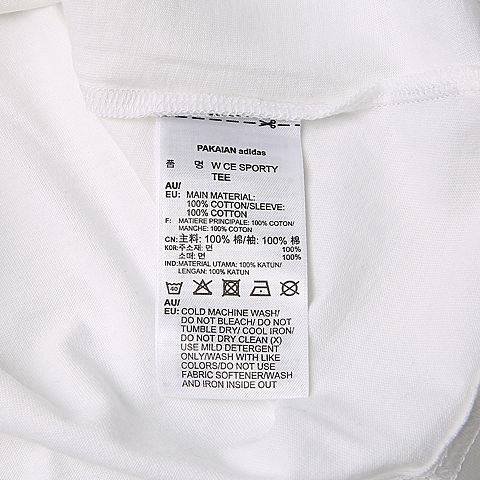 PAKAIAN adidas
품 명 W CE SPORTY
TEE
AU/
EU: MAIN MATERIAL:
100% COTTON/SLEEVE:
100% COTTON
F: MATIERE PRINCIPALE: 100% COTON/
MANCHE: 100% COTON
CN: 主料: 100% 棉/袖: 100% 棉
KOR: 주소재: 면 100%
소매: 면 100%
IND: MATERIAL UTAMA: 100% KATUN/
LENGAN: 100% KATUN
40
AU/
EU: COLD MACHINE WASH/
DO NOT BLEACH/ DO NOT
TUMBLE DRY/ COOL IRON/
DO NOT DRY CLEAN (X)
USE MILD DETERGENT
ONLY/WASH WITH LIKE
COLORS/DO NOT USE
FABRIC SOFTENER/WASH
AND IRON INSIDE OUT